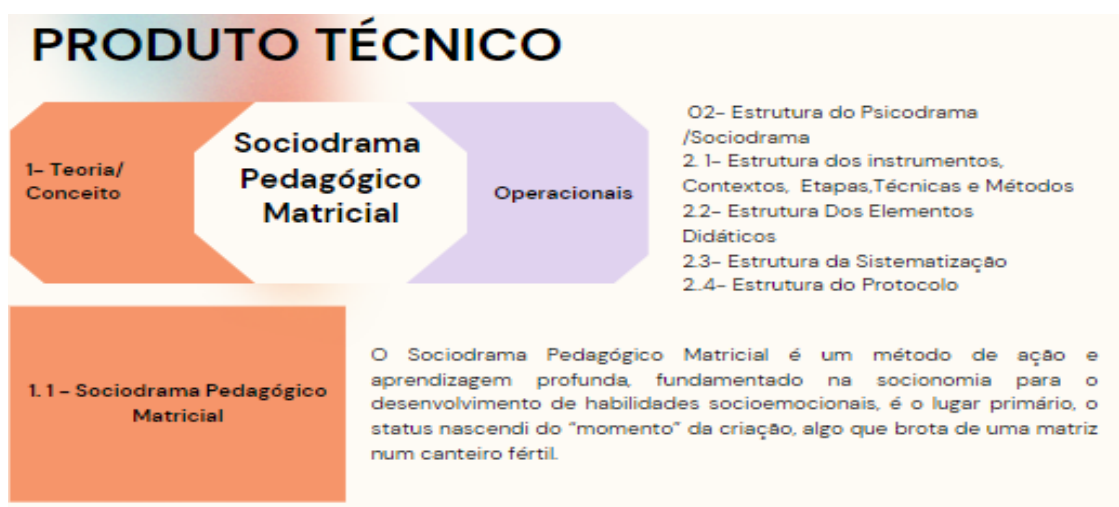 PRODUTO TÉCNICO
1- Teoria/
Conceito
Sociodrama
Pedagógico
Matricial
Operacionais
02- Estrutura do Psicodrama
/Sociodrama
2. 1- Estrutura dos instrumentos,
Contextos, Etapas,Técnicas e Métodos
2.2- Estrutura Dos Elementos
Didáticos
2.3- Estrutura da Sistematização
2..4- Estrutura do Protocolo
1. 1 - Sociodrama Pedagógico
Matricial
O Sociodrama Pedagógico Matricial é um método de ação e
aprendizagem profunda, fundamentado na socionomia para o
desenvolvimento de habilidades socioemocionais, é o lugar primário, o
status nascendi do "momento" da criação, algo que brota de uma matriz
num canteiro fértil.